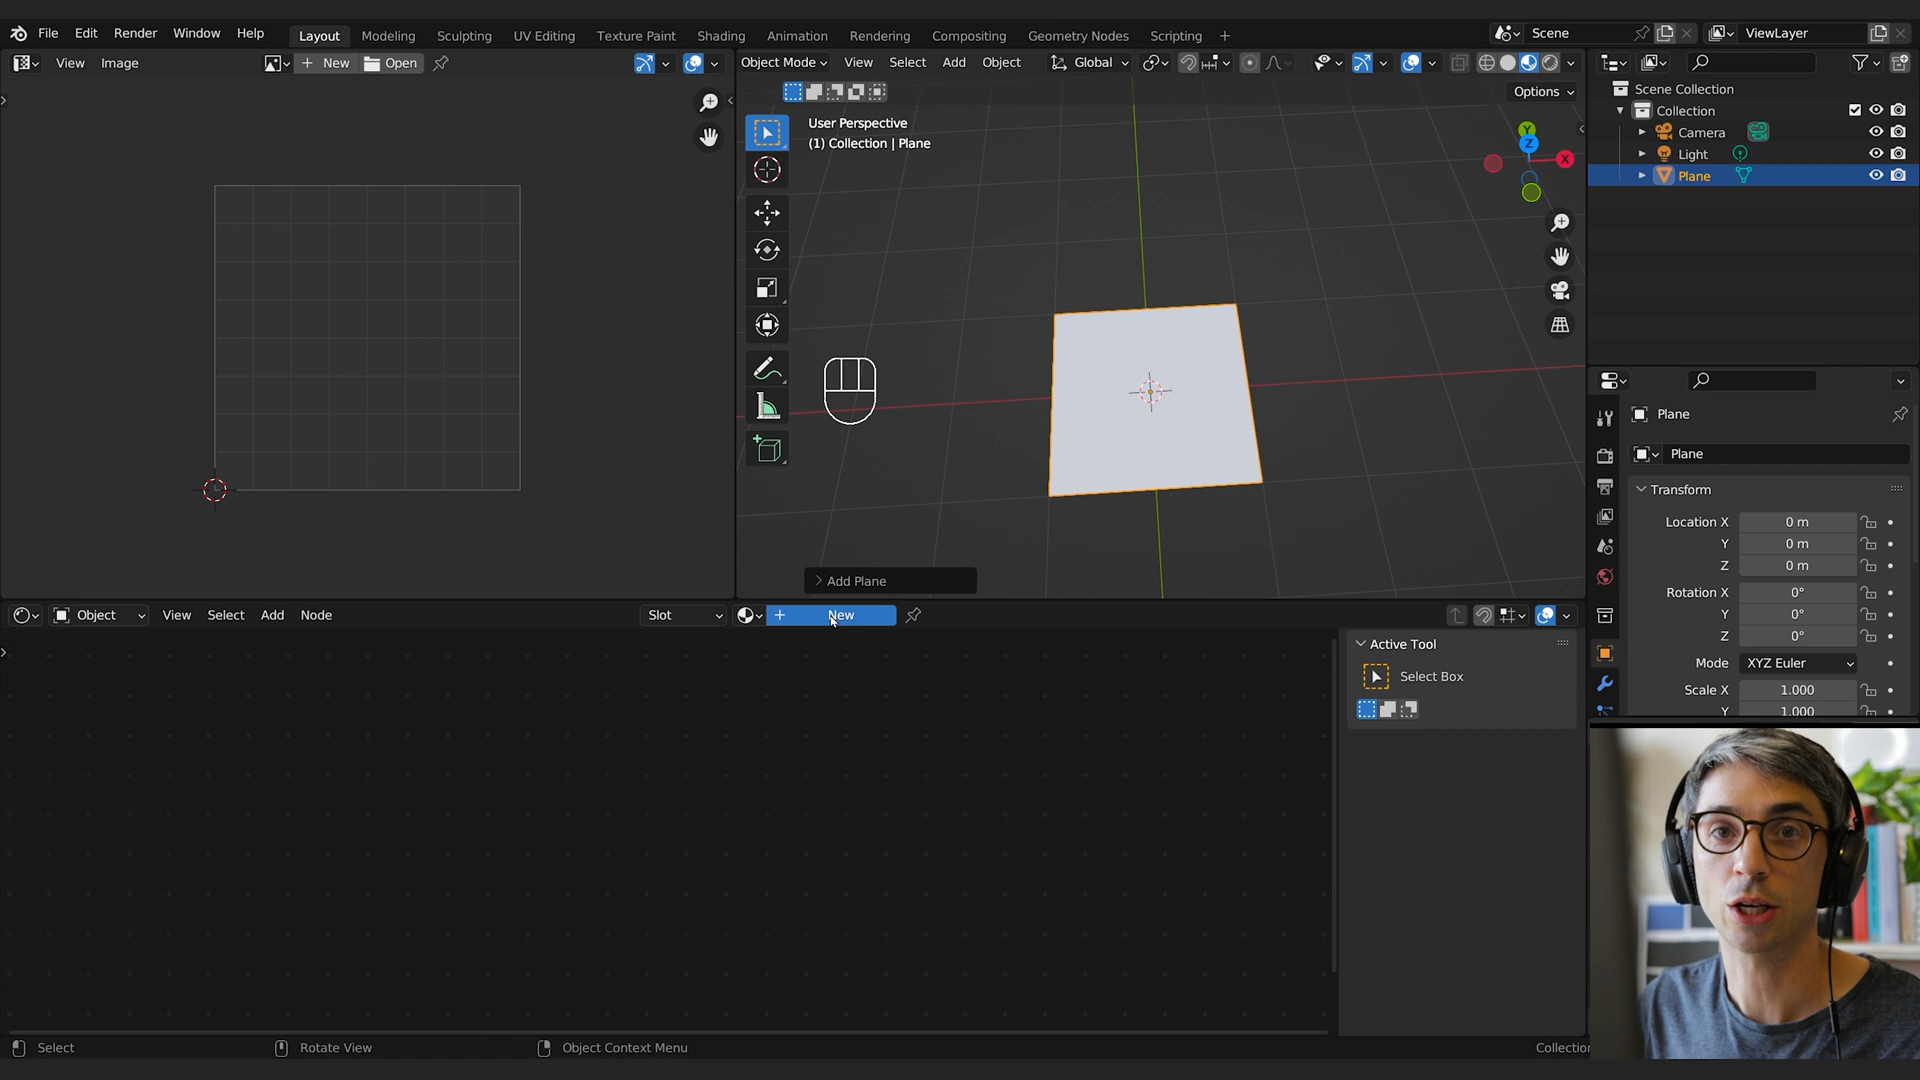 File Edit Render Window Help Layout Modeling Sculpting UV Editing Texture Paint Shading Animation Rendering Compositing Geometry Nodes Scripting + Scene ViewLayer
View Image + New Open
Object Mode View Select Add Object Global
Options
User Perspective
(1) Collection | Plane
Y
Z
X
Scene Collection
Collection
Camera
Light
Plane
Plane
Plane
Transform
Location X 0 m
Y 0 m
Z 0 m
Rotation X 0°
Y 0°
Z 0°
Mode XYZ Euler
Scale X 1.000
Y 1.000
Add Plane
Object View Select Add Node Slot + New
Active Tool
Select Box
Select Rotate View Object Context Menu